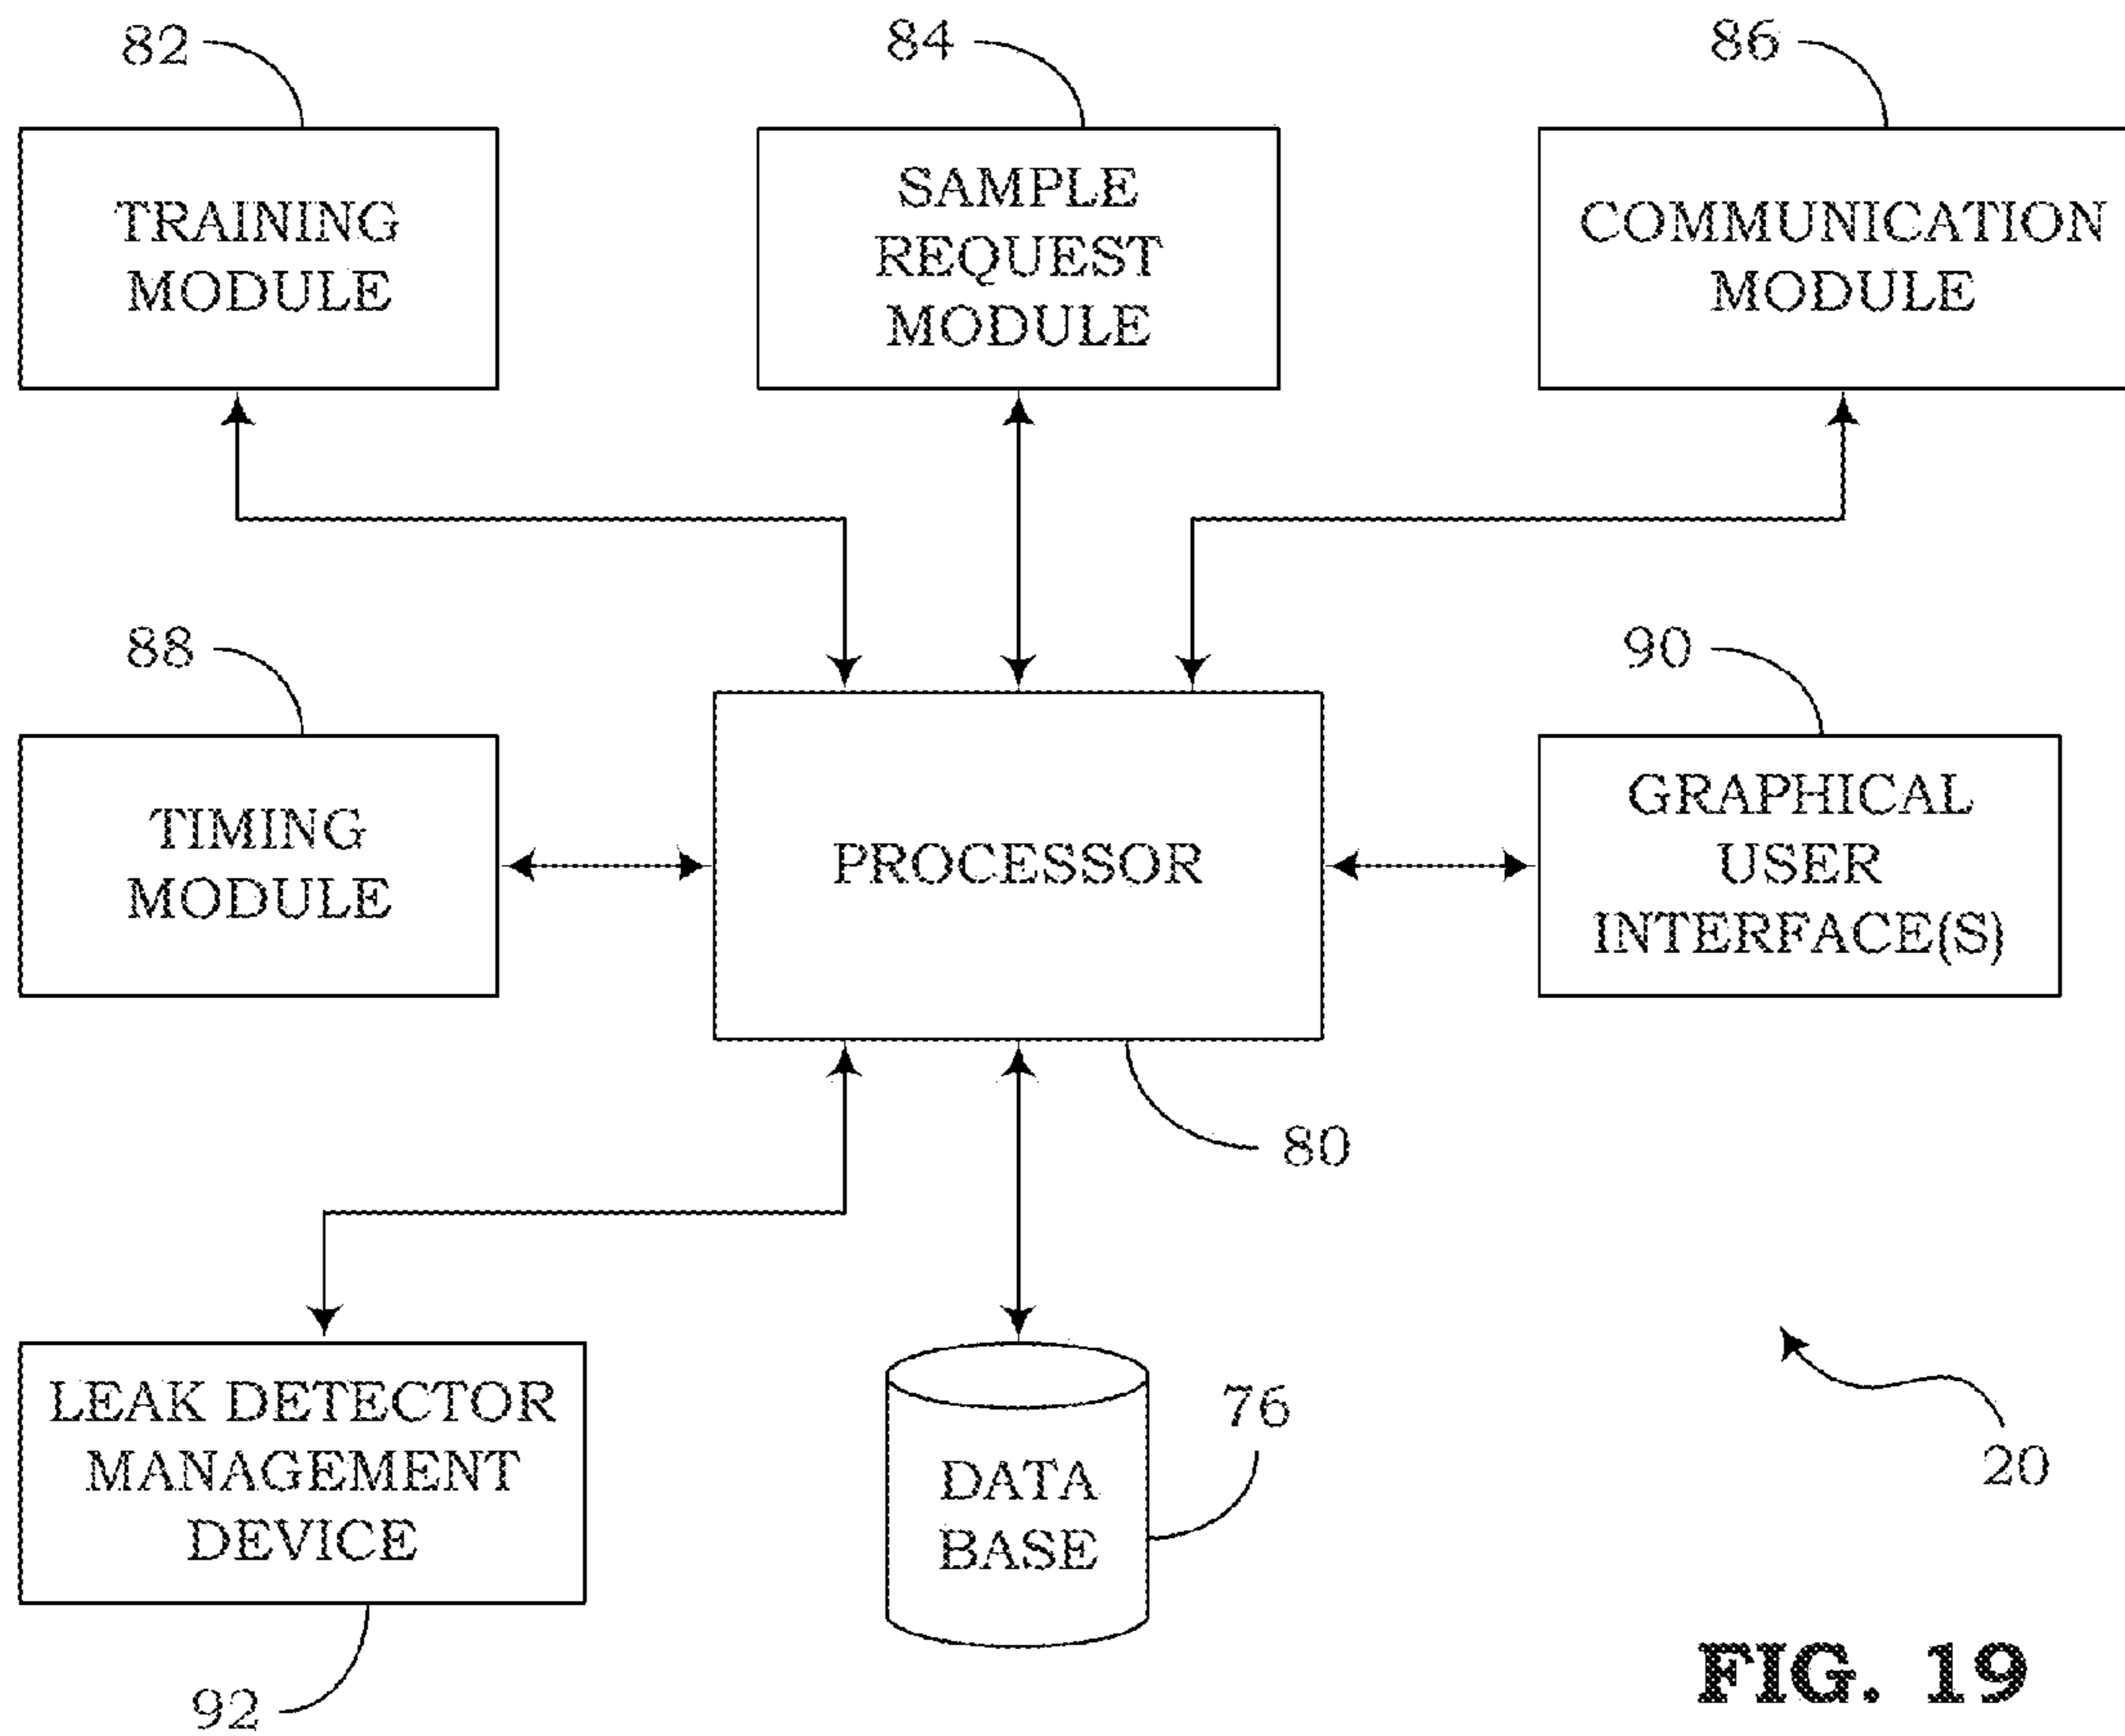 82
84
86
TRAINING
MODULE
SAMPLE
REQUEST
MODULE
COMMUNICATION
MODULE
88
90
TIMING
MODULE
PROCESSOR
GRAPHICAL
USER
INTERFACE(S)
80
LEAK DETECTOR
MANAGEMENT
DEVICE
DATA
BASE
76
20
92
FIG. 19